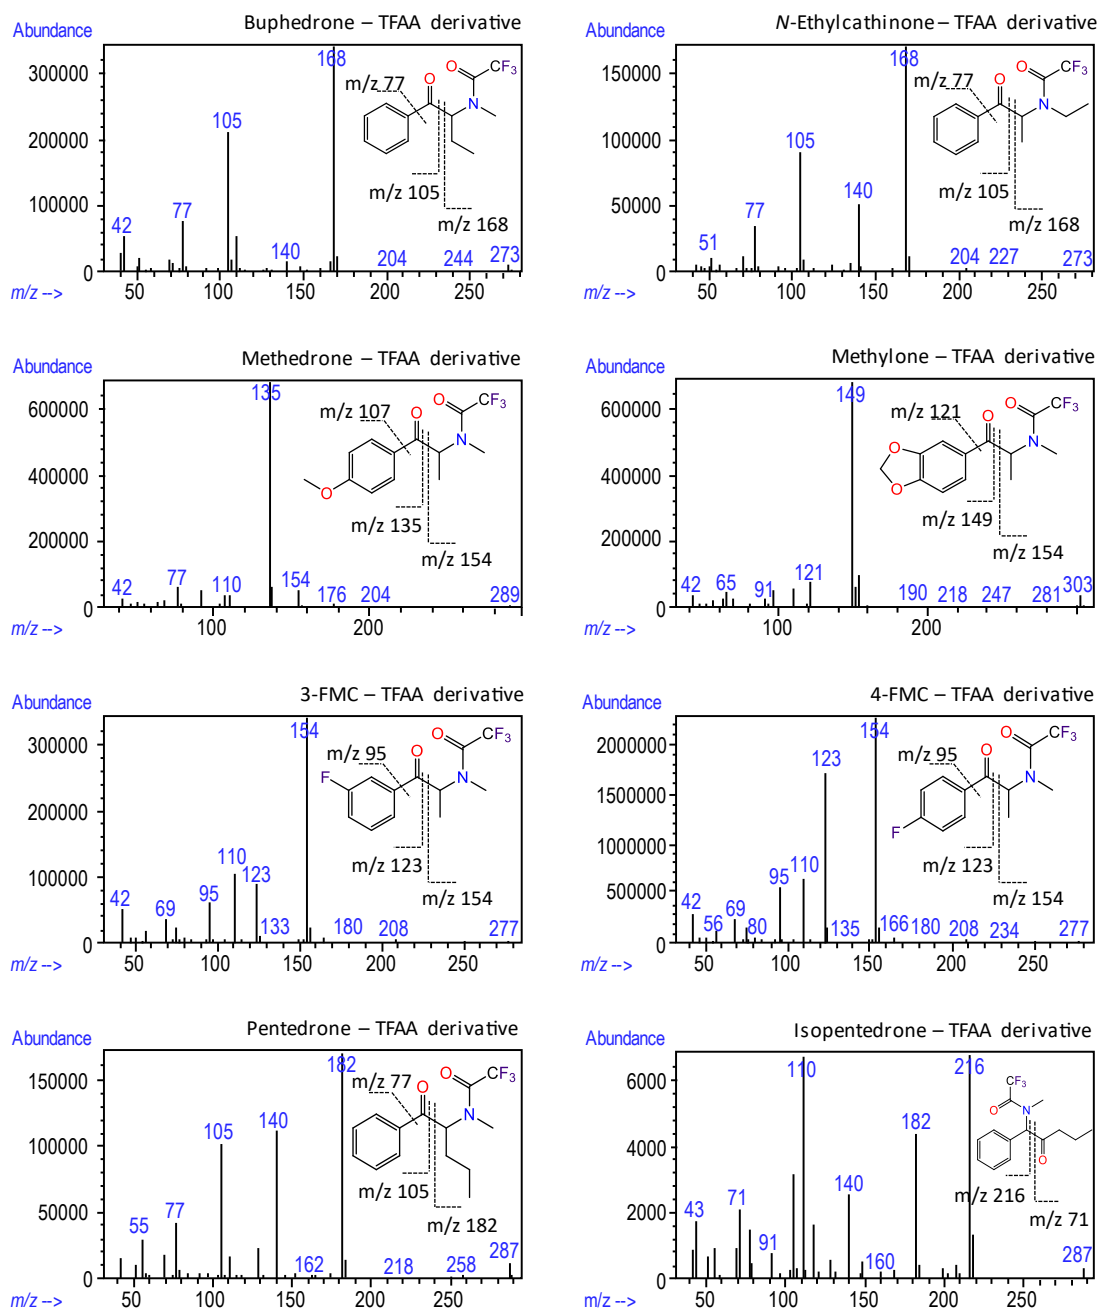 Buphedrone – TFAA derivative
Abundance
300000
200000
100000
0
168
105
77
42
140
204
244
273
m/z 77
m/z 105
m/z 168
O
O
CF3
N
50
100
150
200
250
m/z -->
N-Ethylcathinone – TFAA derivative
Abundance
150000
100000
50000
0
168
105
140
77
51
204
227
273
m/z 77
m/z 105
m/z 168
O
O
CF3
N
50
100
150
200
250
m/z -->
Methedrone – TFAA derivative
Abundance
600000
400000
200000
0
135
42
77
110
154
176
204
289
m/z 107
m/z 135
m/z 154
O
O
CF3
N
O
100
200
m/z -->
Methylone – TFAA derivative
Abundance
600000
400000
200000
0
149
42
65
91
121
190
218
247
281
303
m/z 121
m/z 149
m/z 154
O
O
CF3
N
O
O
100
200
m/z -->
3-FMC – TFAA derivative
Abundance
300000
200000
100000
0
154
42
69
95
110
123
133
180
208
277
m/z 95
m/z 123
m/z 154
O
O
CF3
N
F
50
100
150
200
250
m/z -->
4-FMC – TFAA derivative
Abundance
2000000
1500000
1000000
500000
0
154
123
42
56
69
80
95
110
135
166
180
208
234
277
m/z 95
m/z 123
m/z 154
O
O
CF3
N
F
50
100
150
200
250
m/z -->
Pentedrone – TFAA derivative
Abundance
150000
100000
50000
0
182
140
105
77
55
162
218
258
287
m/z 77
m/z 105
m/z 182
O
O
CF3
N
50
100
150
200
250
m/z -->
Isopentedrone – TFAA derivative
Abundance
6000
4000
2000
0
110
216
182
140
43
71
91
160
287
m/z 216
m/z 71
CF3
O
N
O
50
100
150
200
250
m/z -->